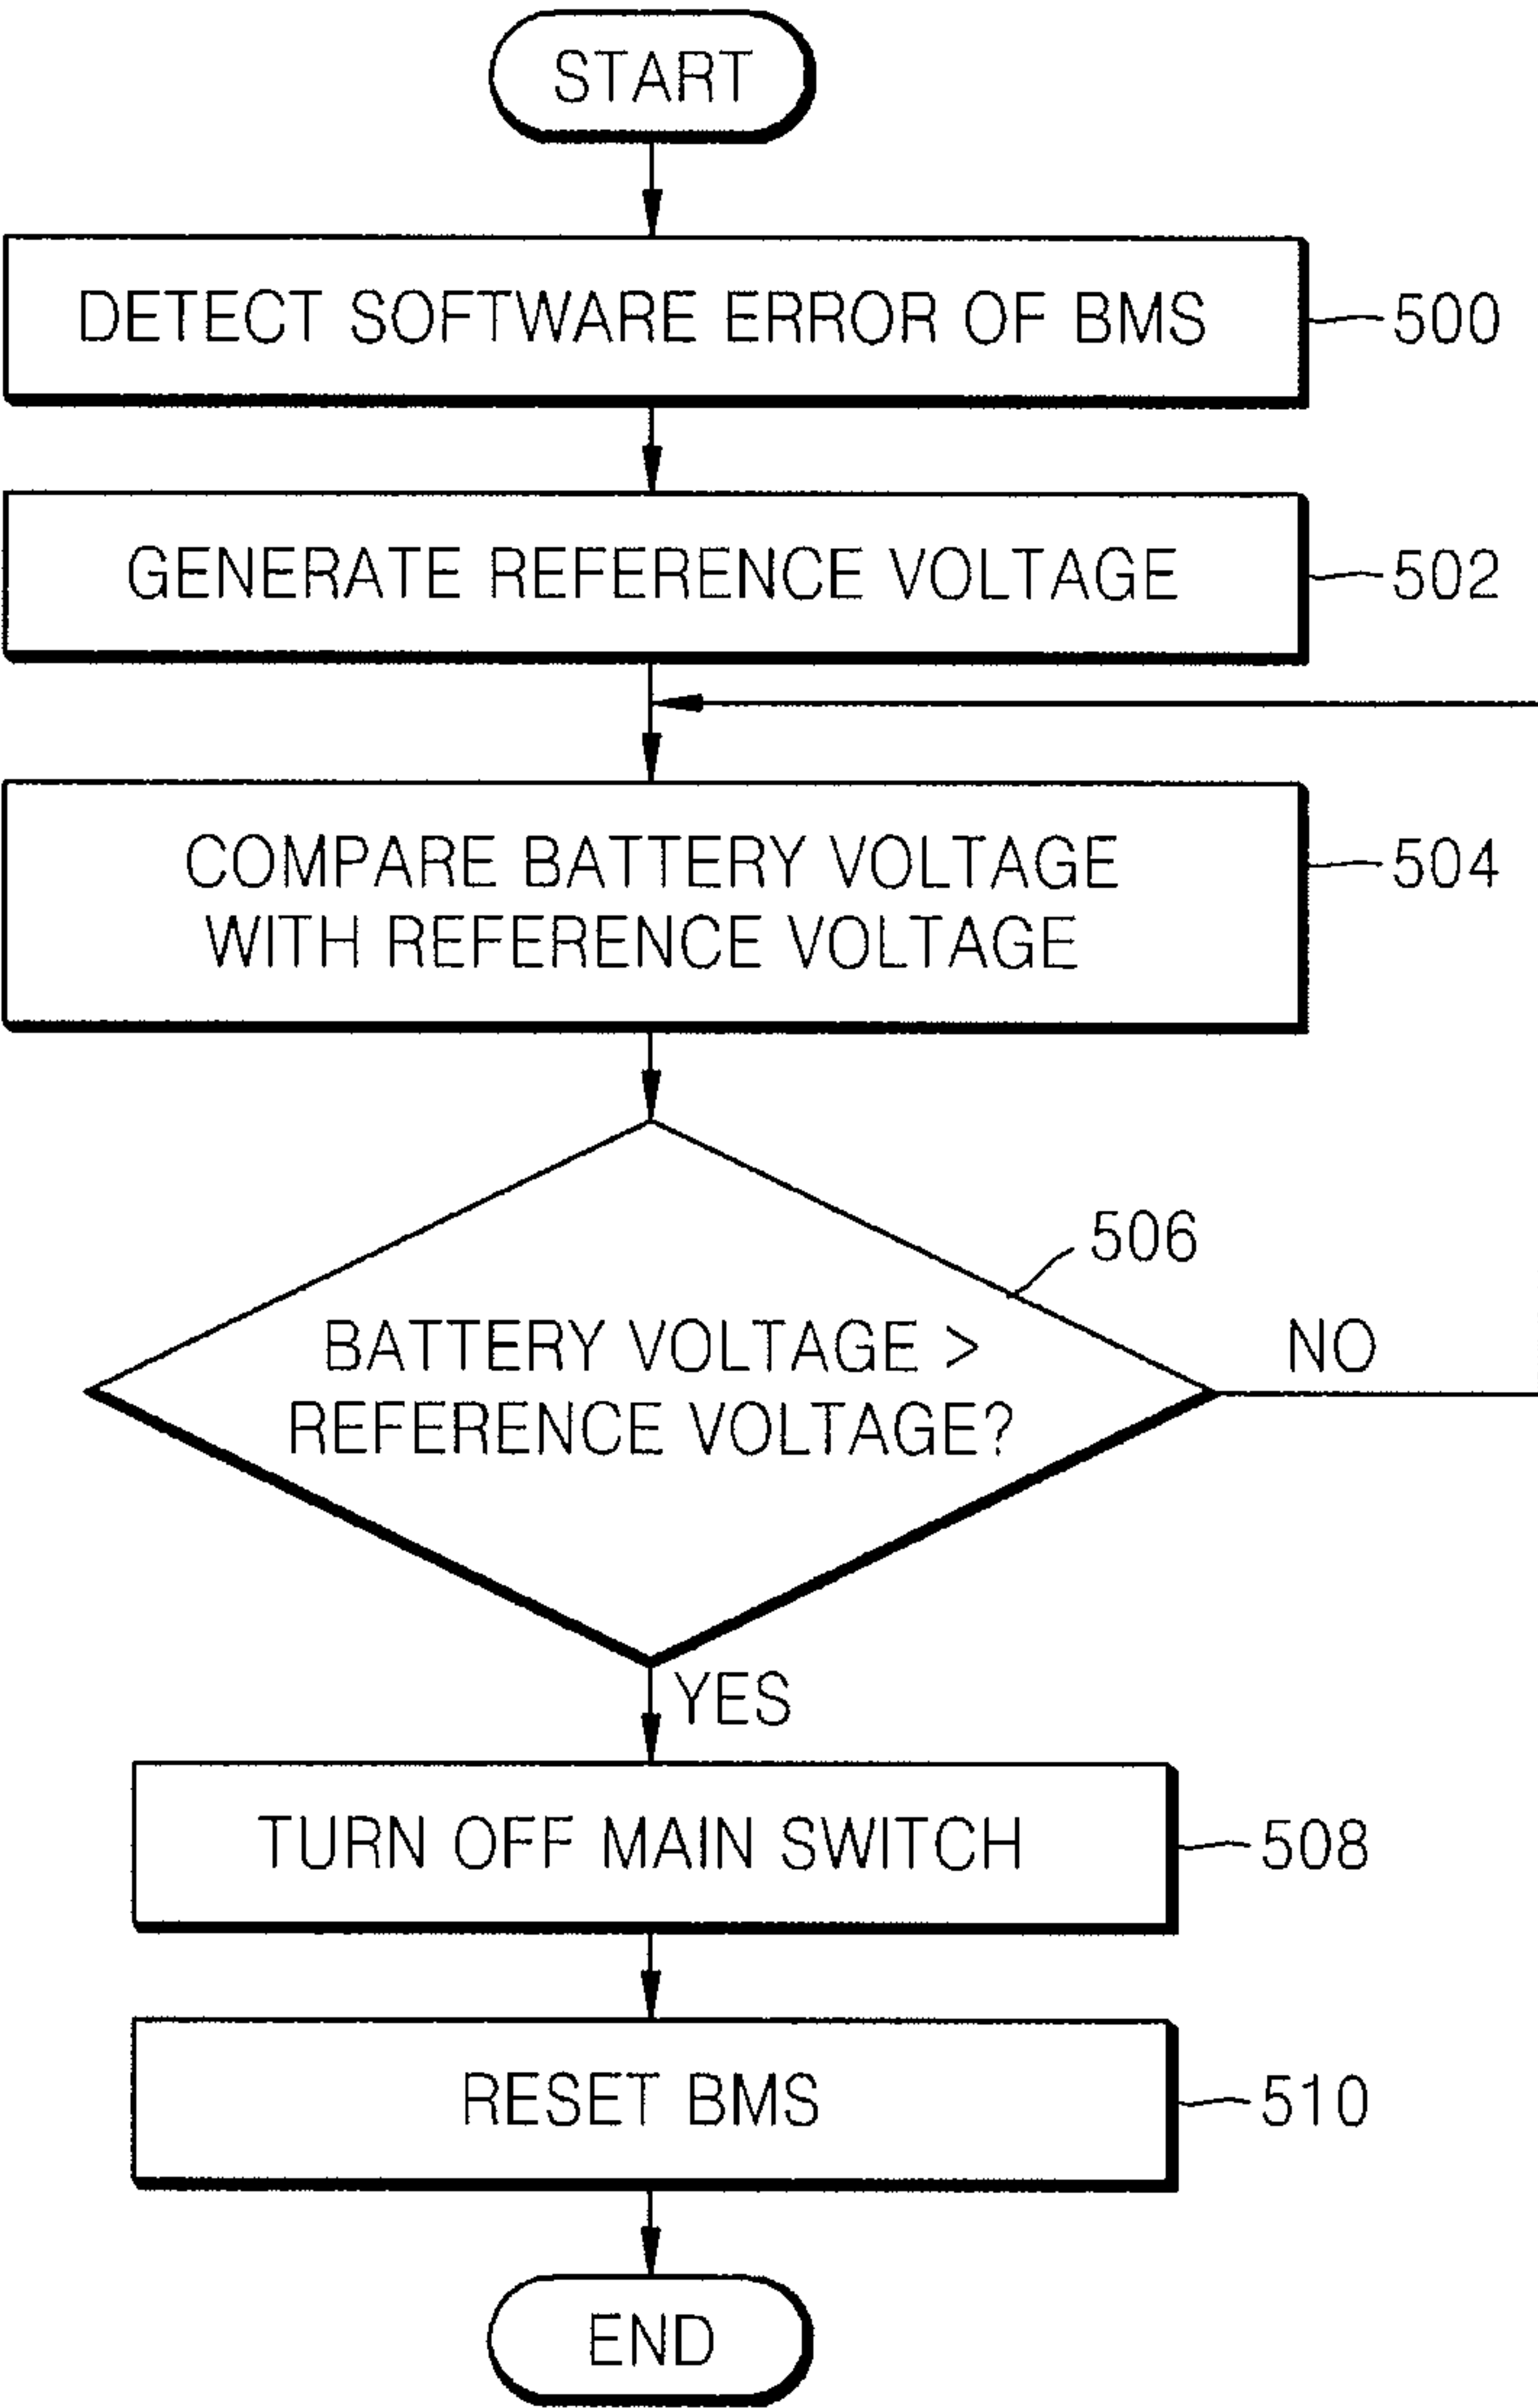 START
DETECT SOFTWARE ERROR OF BMS
500
GENERATE REFERENCE VOLTAGE
502
COMPARE BATTERY VOLTAGE
WITH REFERENCE VOLTAGE
504
506
BATTERY VOLTAGE >
REFERENCE VOLTAGE?
NO
YES
TURN OFF MAIN SWITCH
508
RESET BMS
510
END